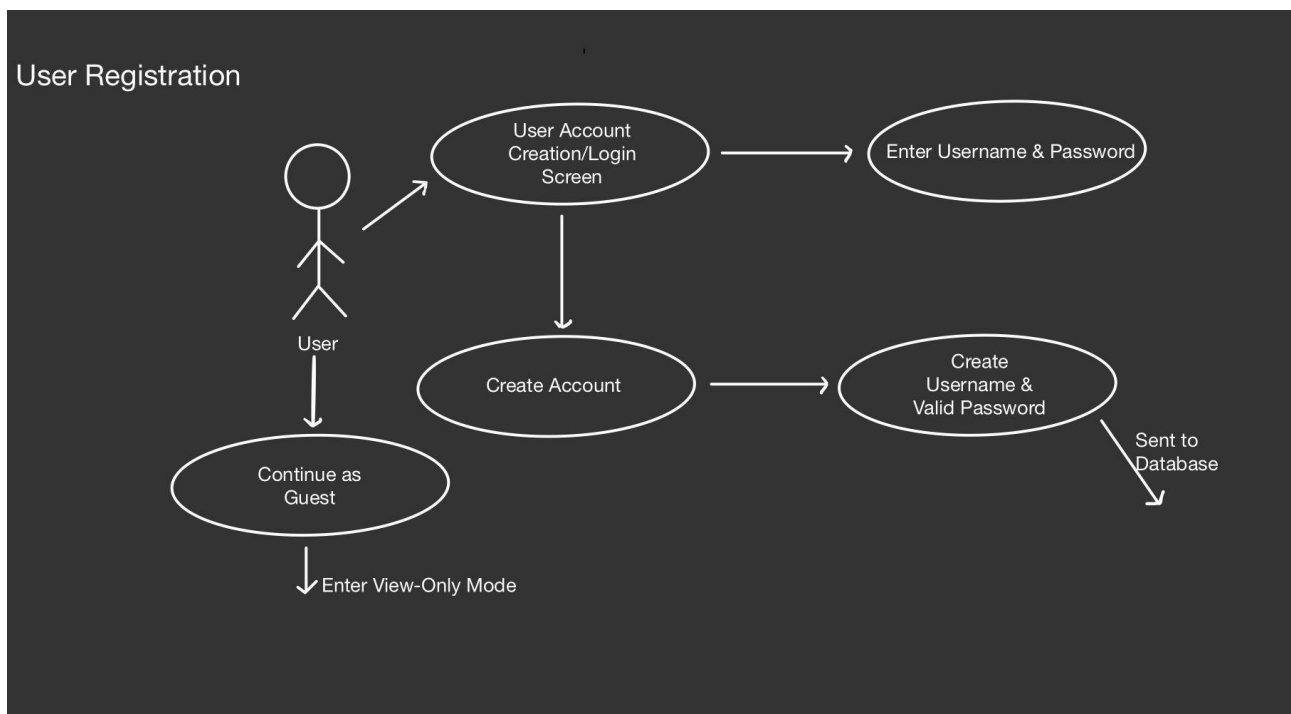 User Registration
User Account
Creation/Login
Screen
Enter Username & Password
User
Create Account
Create
Username &
Valid Password
Sent to
Database
Continue as
Guest
Enter View-Only Mode